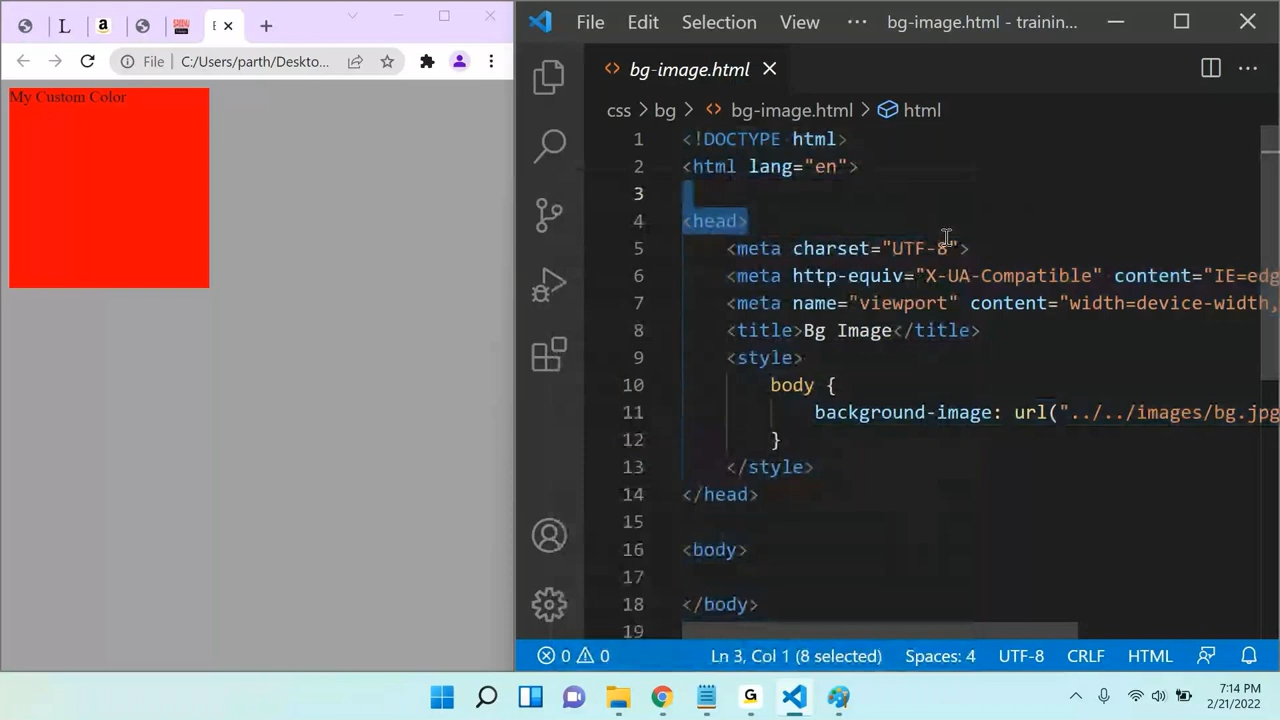 L
a
E
File C:/Users/parth/Deskto...
My Custom Color
File Edit Selection View ... bg-image.html - training...
bg-image.html
css > bg > bg-image.html > html
1 <!DOCTYPE html>
2 <html lang="en">
3
4 <head>
5 <meta charset="UTF-8">
6 <meta http-equiv="X-UA-Compatible" content="IE=edg
7 <meta name="viewport" content="width=device-width,
8 <title>Bg Image</title>
9 <style>
10 body {
11 background-image: url("../../images/bg.jpg
12 }
13 </style>
14 </head>
15
16 <body>
17
18 </body>
19
0 0 Ln 3, Col 1 (8 selected) Spaces: 4 UTF-8 CRLF HTML
G
7:14 PM
2/21/2022